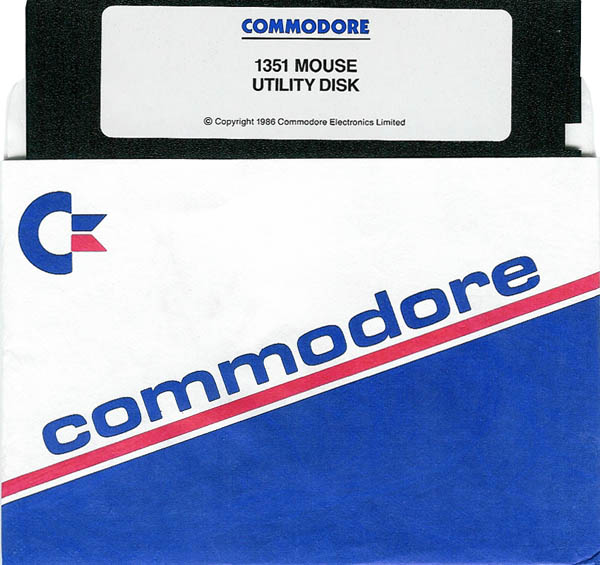 COMMODORE
1351 MOUSE
UTILITY DISK
© Copyright 1986 Commodore Electronics Limited
commodore